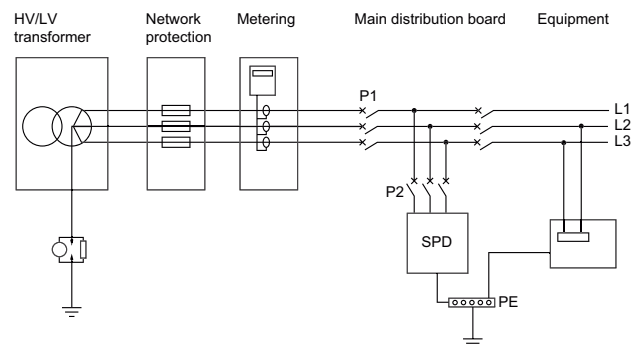 HV/LV
transformer
Network
protection
Metering
Main distribution board
Equipment
P1
L1
L2
L3
P2
SPD
PE